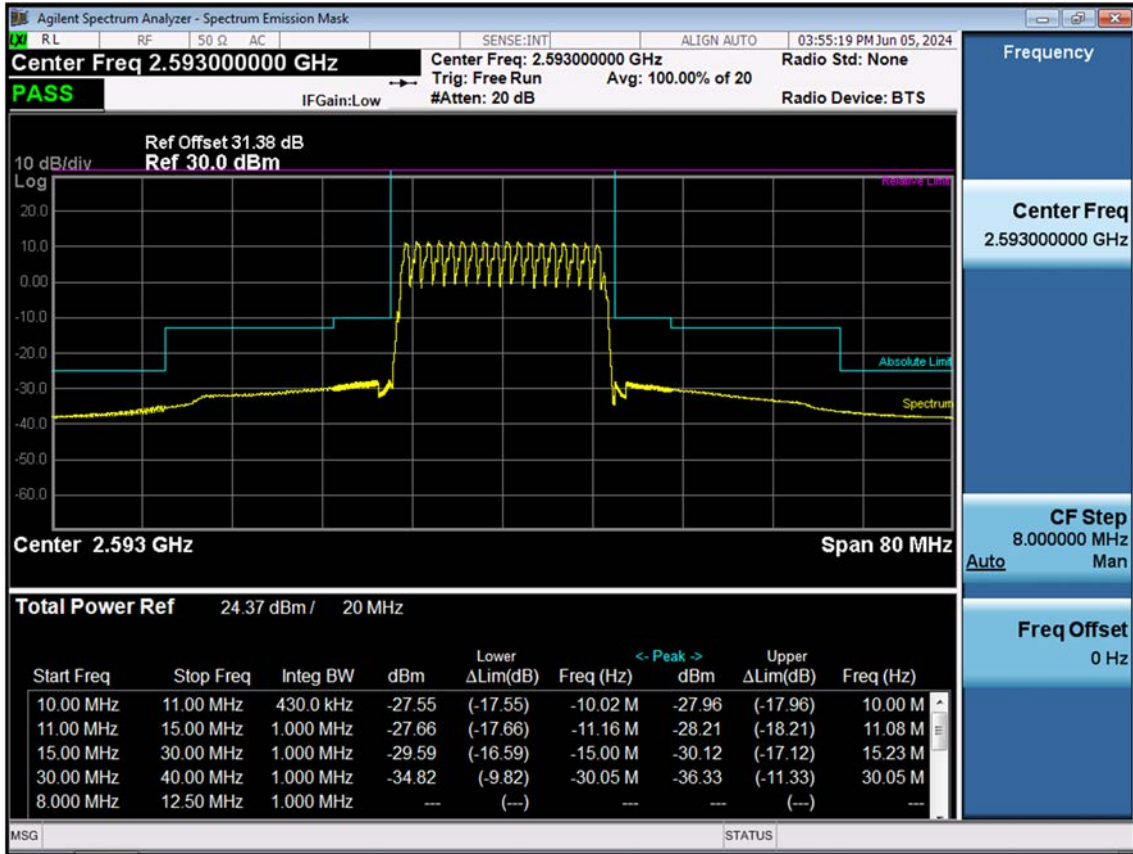 Agilent Spectrum Analyzer - Spectrum Emission Mask
LXI RL RF 50 Ω AC SENSE:INT ALIGN AUTO 03:55:19 PM Jun 05, 2024
Center Freq 2.593000000 GHz
PASS
IFGain:Low
Center Freq: 2.593000000 GHz
Trig: Free Run Avg: 100.00% of 20
#Atten: 20 dB
Radio Std: None
Radio Device: BTS
Frequency
Ref Offset 31.38 dB
10 dB/div Ref 30.0 dBm
Log
Relative Limit
20.0
10.0
0.00
-10.0
-20.0
-30.0
-40.0
-50.0
-60.0
Absolute Limit
Spectrum
Center 2.593 GHz Span 80 MHz
Center Freq
2.593000000 GHz
CF Step
8.000000 MHz
Auto Man
Freq Offset
0 Hz
Total Power Ref 24.37 dBm / 20 MHz
Lower <- Peak -> Upper
Start Freq Stop Freq Integ BW dBm ΔLim(dB) Freq (Hz) dBm ΔLim(dB) Freq (Hz)
10.00 MHz 11.00 MHz 430.0 kHz -27.55 (-17.55) -10.02 M -27.96 (-17.96) 10.00 M
11.00 MHz 15.00 MHz 1.000 MHz -27.66 (-17.66) -11.16 M -28.21 (-18.21) 11.08 M
15.00 MHz 30.00 MHz 1.000 MHz -29.59 (-16.59) -15.00 M -30.12 (-17.12) 15.23 M
30.00 MHz 40.00 MHz 1.000 MHz -34.82 (-9.82) -30.05 M -36.33 (-11.33) 30.05 M
8.000 MHz 12.50 MHz 1.000 MHz --- (---) --- --- (---) ---
MSG STATUS